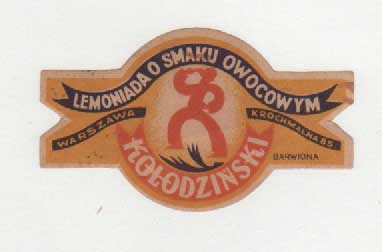 LEMONIADA O SMAKU OWOCOWYM
WARSZAWA
KROCHMALNA 85
KOŁODZIŃSKI
BARWIONA